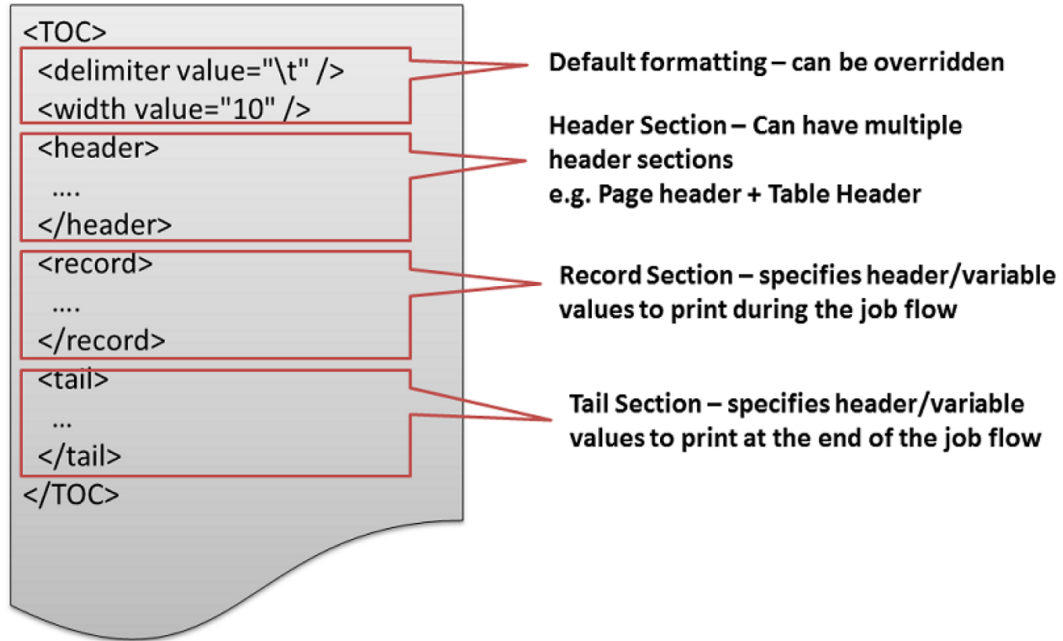 <TOC>
<delimiter value="\t" />
<width value="10" />
<header>
....
</header>
<record>
....
</record>
<tail>
...
</tail>
</TOC>
Default formatting – can be overridden
Header Section – Can have multiple
header sections
e.g. Page header + Table Header
Record Section – specifies header/variable
values to print during the job flow
Tail Section – specifies header/variable
values to print at the end of the job flow